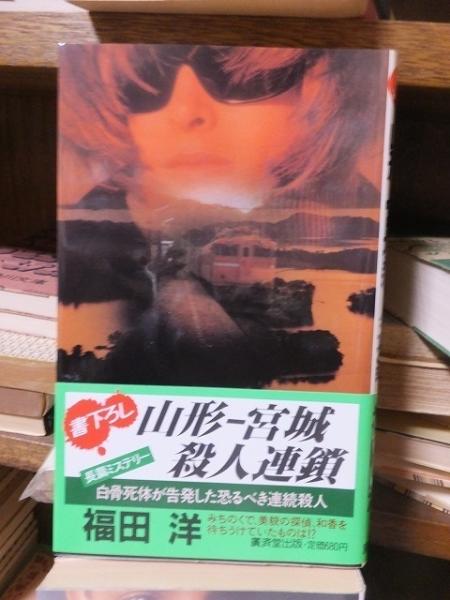 書下ろし
長篇ミステリー
山形－宮城
殺人連鎖
白骨死体が告発した恐るべき連続殺人
福田 洋
みちのくで、美貌の探偵、和香を
待ちうけていたものは!?
廣済堂出版・定価680円